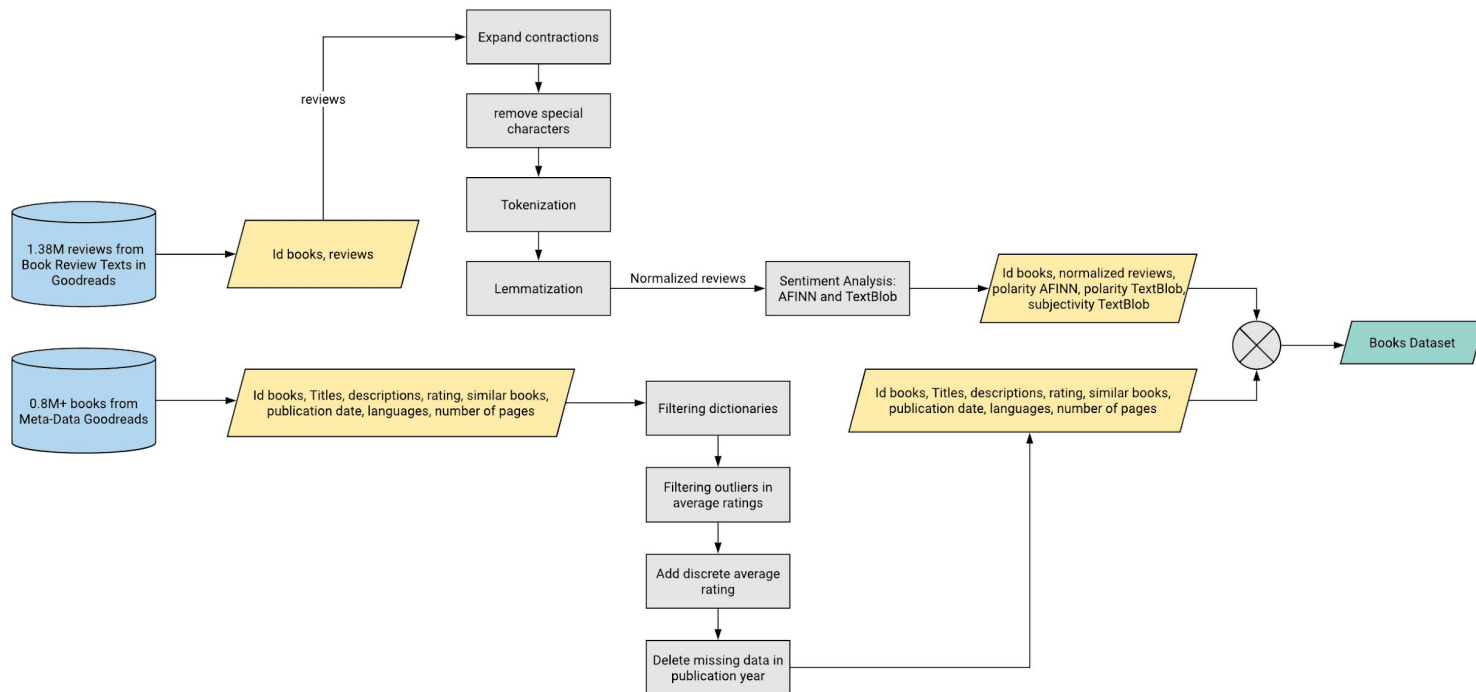 Expand contractions
reviews
remove special
characters
Tokenization
1.38M reviews from
Book Review Texts in
Goodreads
Id books, reviews
Lemmatization
Normalized reviews
Sentiment Analysis:
AFINN and TextBlob
Id books, normalized reviews,
polarity AFINN, polarity TextBlob,
subjectivity TextBlob
Books Dataset
0.8M+ books from
Meta-Data Goodreads
Id books, Titles, descriptions, rating, similar books,
publication date, languages, number of pages
Filtering dictionaries
Id books, Titles, descriptions, rating, similar books,
publication date, languages, number of pages
Filtering outliers in
average ratings
Add discrete average
rating
Delete missing data in
publication year